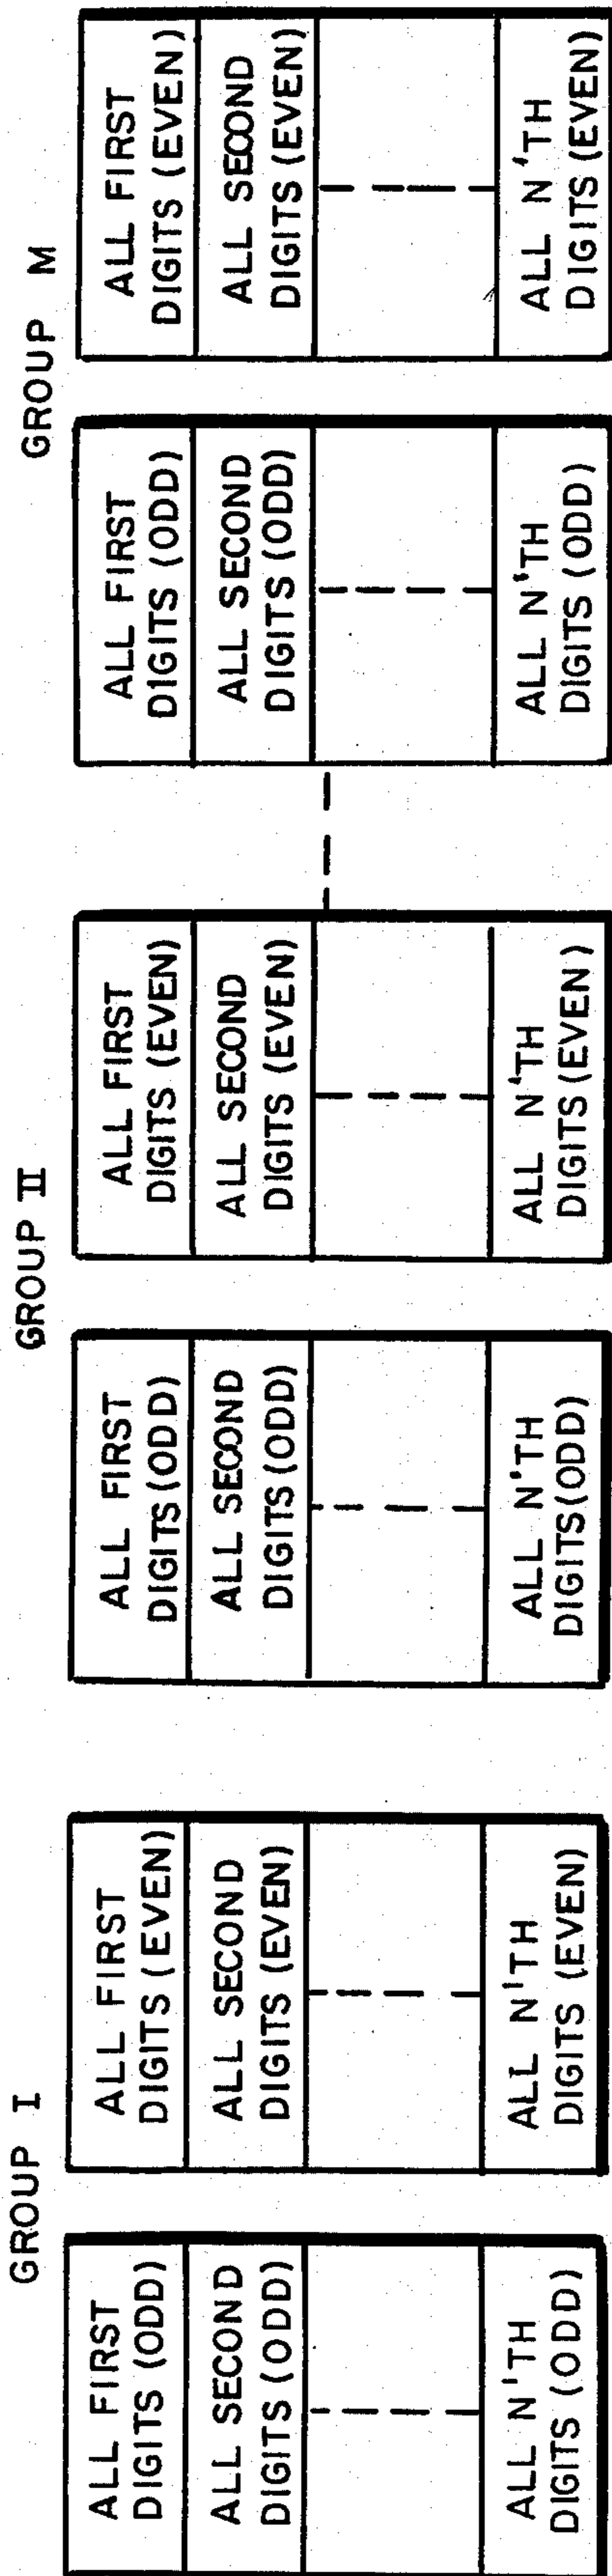 GROUP I
ALL FIRST
DIGITS (ODD)
ALL SECOND
DIGITS (ODD)
ALL N'TH
DIGITS (ODD)
ALL FIRST
DIGITS (EVEN)
ALL SECOND
DIGITS (EVEN)
ALL N'TH
DIGITS (EVEN)
GROUP II
ALL FIRST
DIGITS (ODD)
ALL SECOND
DIGITS (ODD)
ALL N'TH
DIGITS (ODD)
ALL FIRST
DIGITS (EVEN)
ALL SECOND
DIGITS (EVEN)
ALL N'TH
DIGITS (EVEN)
GROUP M
ALL FIRST
DIGITS (ODD)
ALL SECOND
DIGITS (ODD)
ALL N'TH
DIGITS (ODD)
ALL FIRST
DIGITS (EVEN)
ALL SECOND
DIGITS (EVEN)
ALL N'TH
DIGITS (EVEN)